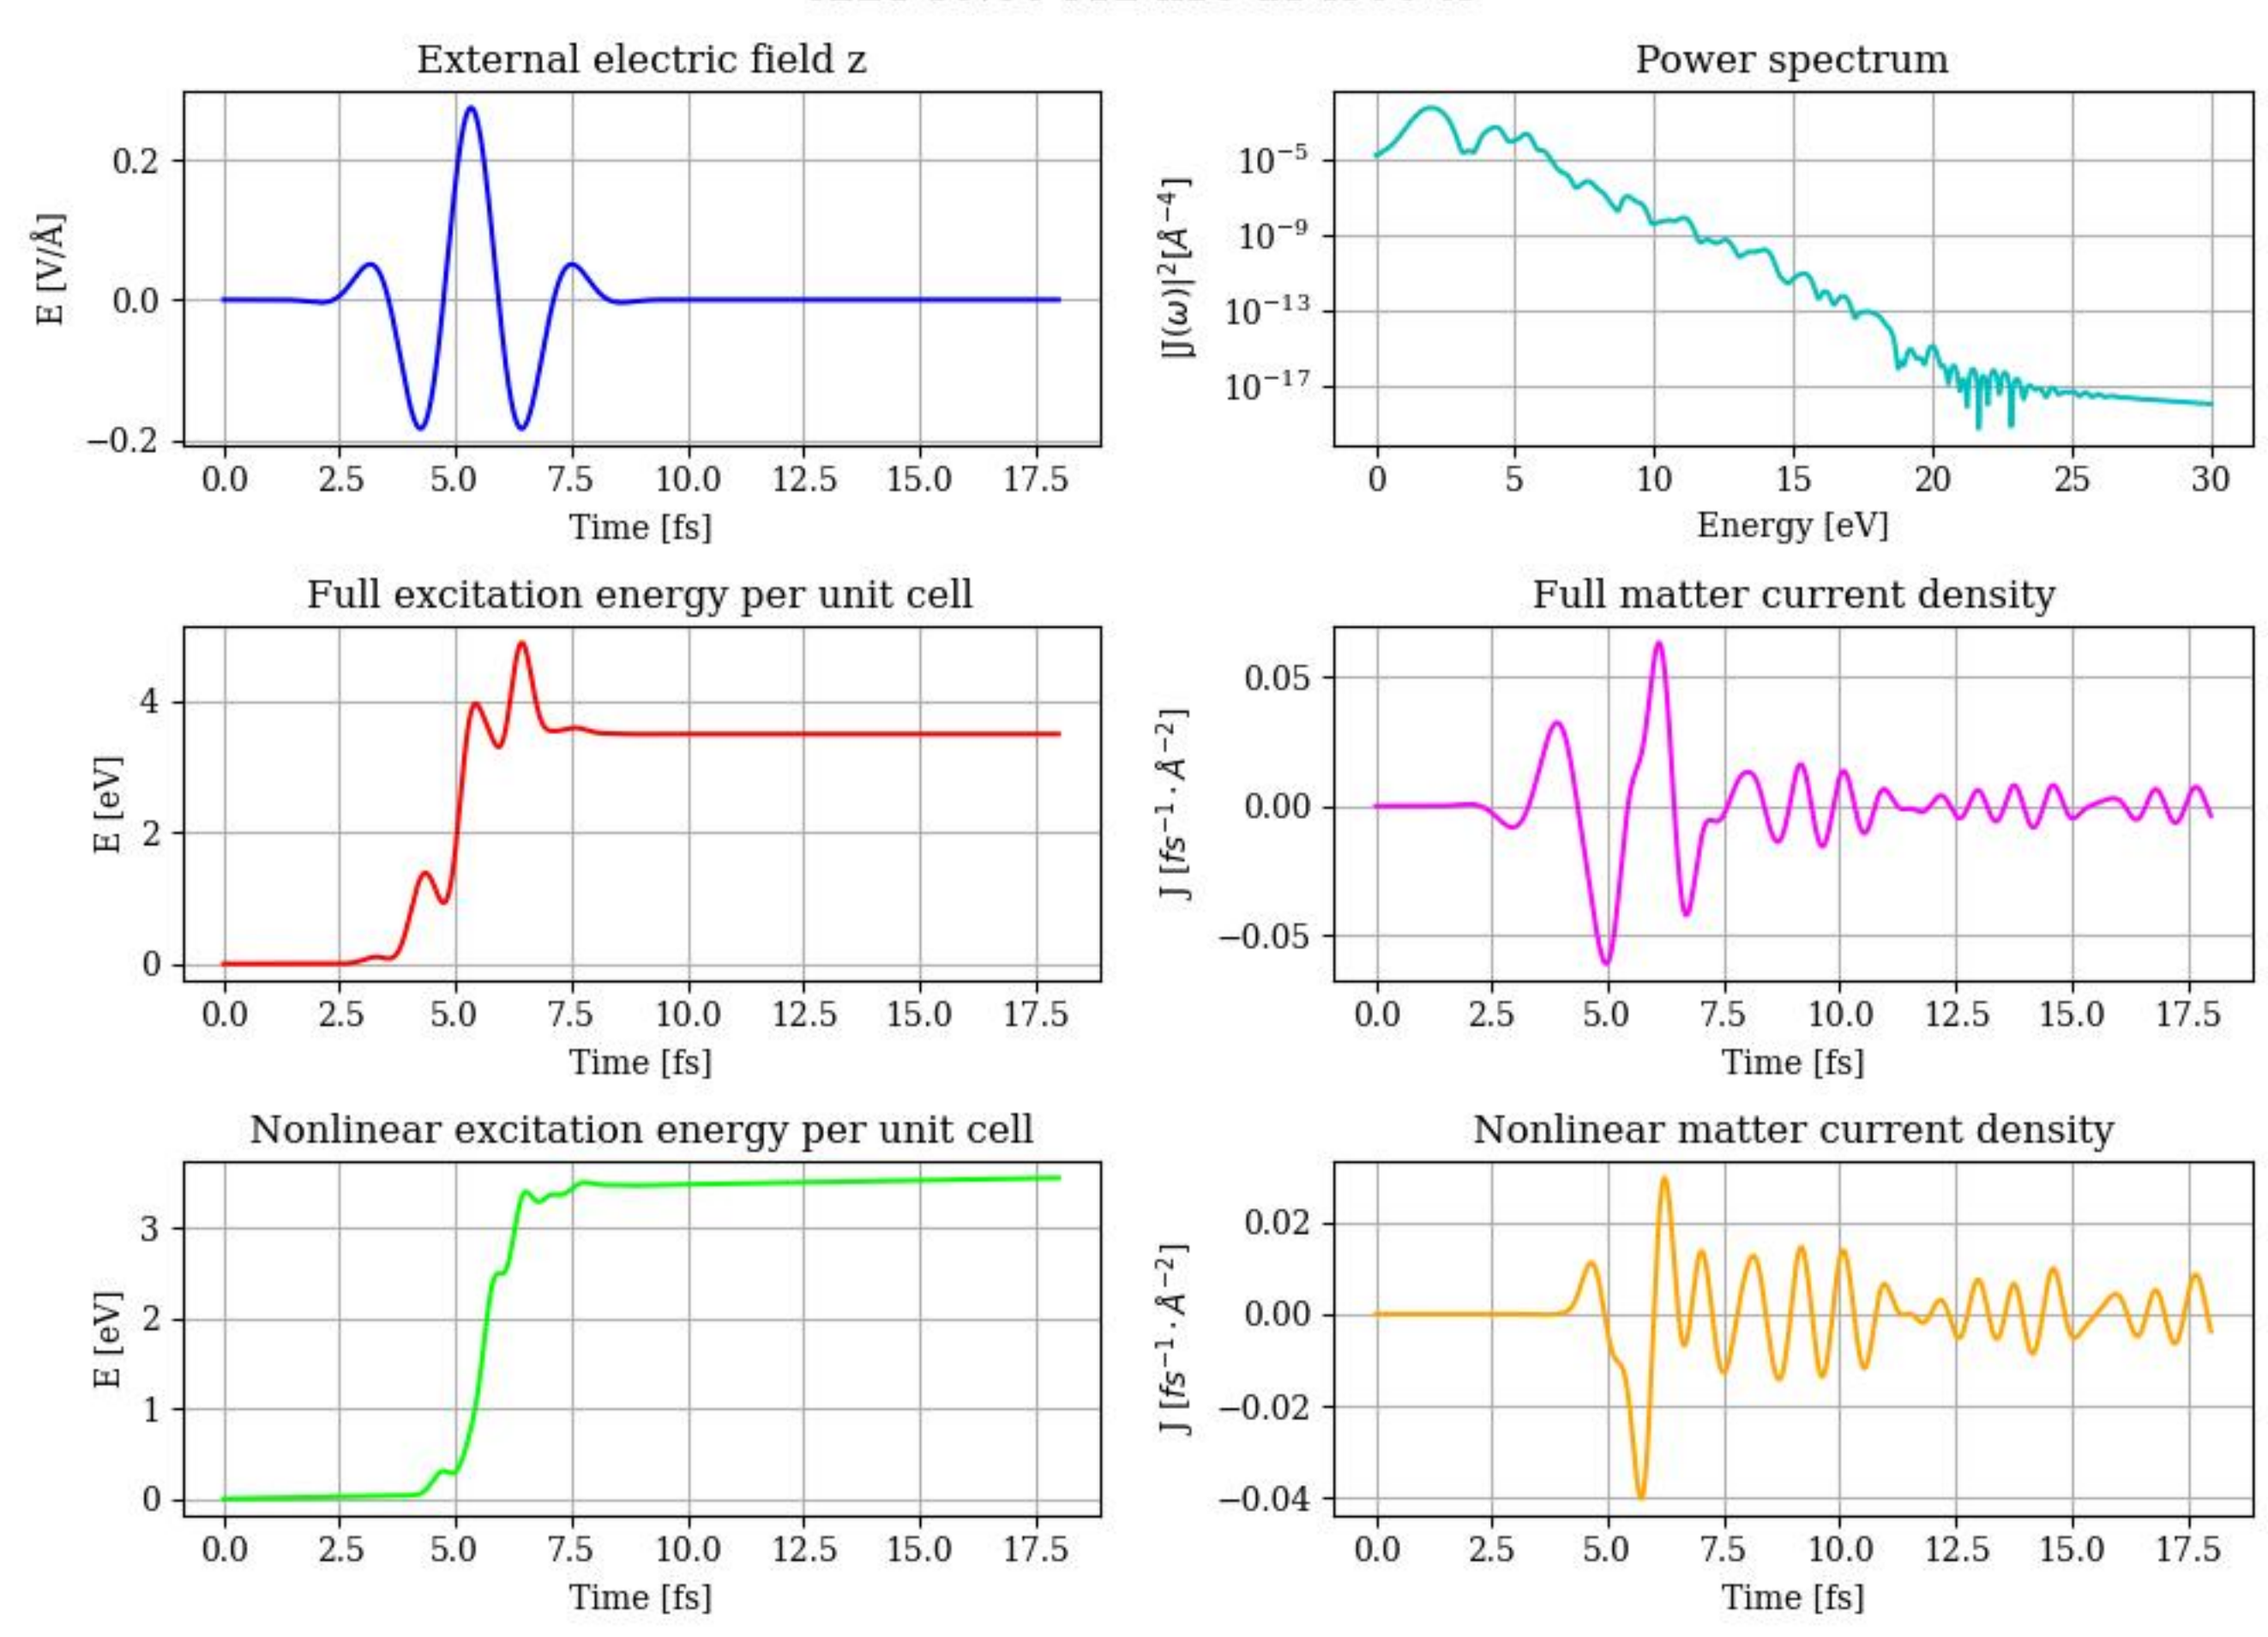 External electric field z
E [V/Å]
0.2
0.0
−0.2
0.0 2.5 5.0 7.5 10.0 12.5 15.0 17.5
Time [fs]
Power spectrum
|J(ω)|²[Å⁻⁴]
10⁻⁵
10⁻⁹
10⁻¹³
10⁻¹⁷
0 5 10 15 20 25 30
Energy [eV]
Full excitation energy per unit cell
E [eV]
4
2
0
0.0 2.5 5.0 7.5 10.0 12.5 15.0 17.5
Time [fs]
Full matter current density
J [fs⁻¹·Å⁻²]
0.05
0.00
−0.05
0.0 2.5 5.0 7.5 10.0 12.5 15.0 17.5
Time [fs]
Nonlinear excitation energy per unit cell
E [eV]
3
2
1
0
0.0 2.5 5.0 7.5 10.0 12.5 15.0 17.5
Time [fs]
Nonlinear matter current density
J [fs⁻¹·Å⁻²]
0.02
0.00
−0.02
−0.04
0.0 2.5 5.0 7.5 10.0 12.5 15.0 17.5
Time [fs]